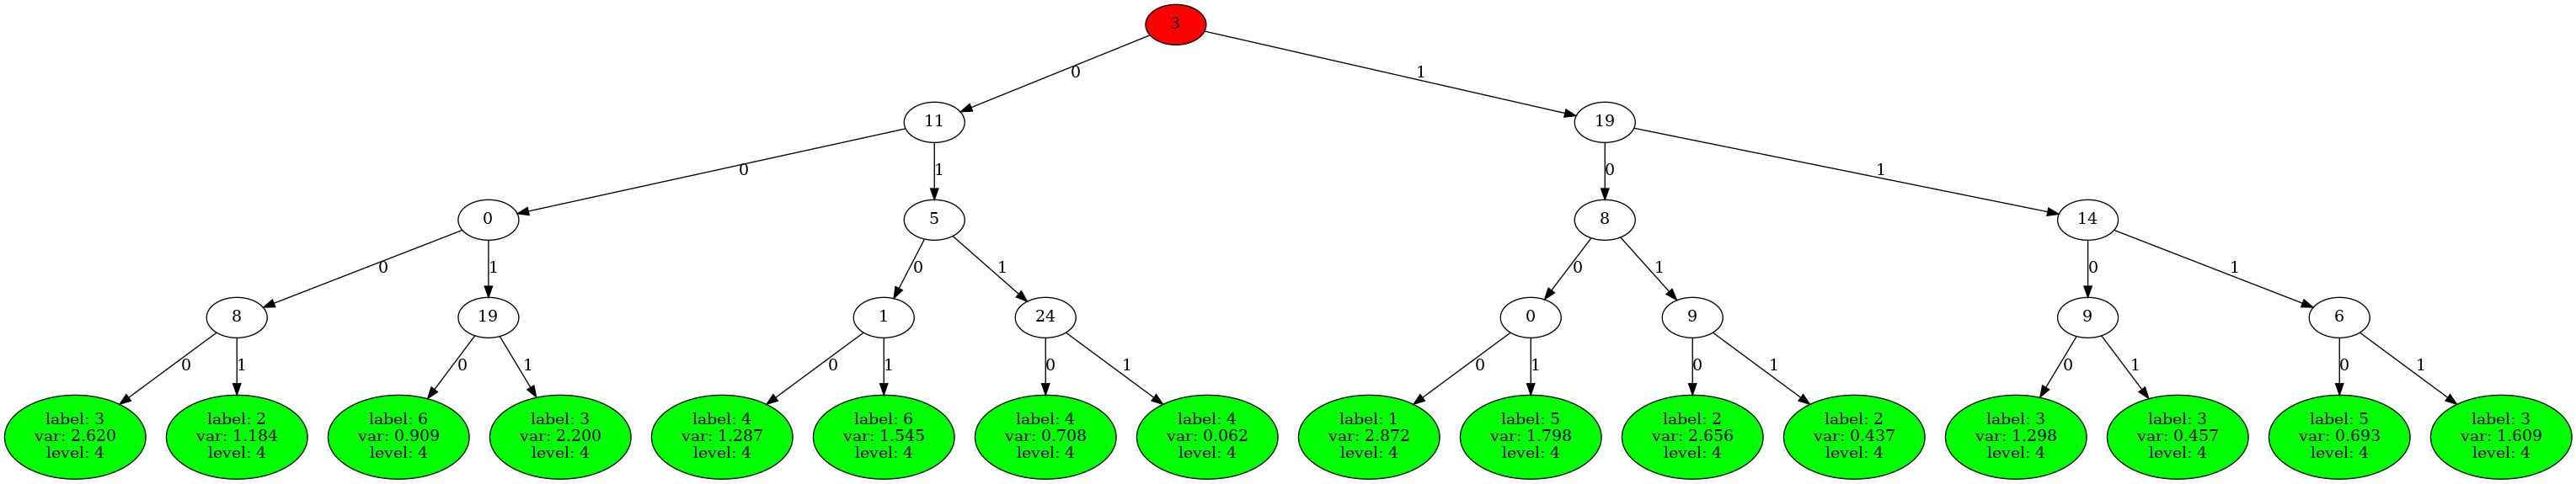 3
0
1
11
19
0
1
0
1
0
5
8
14
0
1
0
1
0
1
0
1
8
19
1
24
0
9
9
6
0
1
0
1
0
1
0
1
0
1
0
1
0
1
0
1
label: 3
var: 2.620
level: 4
label: 2
var: 1.184
level: 4
label: 6
var: 0.909
level: 4
label: 3
var: 2.200
level: 4
label: 4
var: 1.287
level: 4
label: 6
var: 1.545
level: 4
label: 4
var: 0.708
level: 4
label: 4
var: 0.062
level: 4
label: 1
var: 2.872
level: 4
label: 5
var: 1.798
level: 4
label: 2
var: 2.656
level: 4
label: 2
var: 0.437
level: 4
label: 3
var: 1.298
level: 4
label: 3
var: 0.457
level: 4
label: 5
var: 0.693
level: 4
label: 3
var: 1.609
level: 4